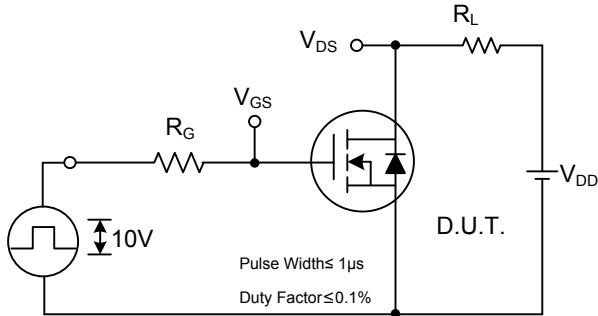 R_L
V_DS
V_GS
R_G
V_DD
10V
D.U.T.
Pulse Width≤ 1μs
Duty Factor≤0.1%